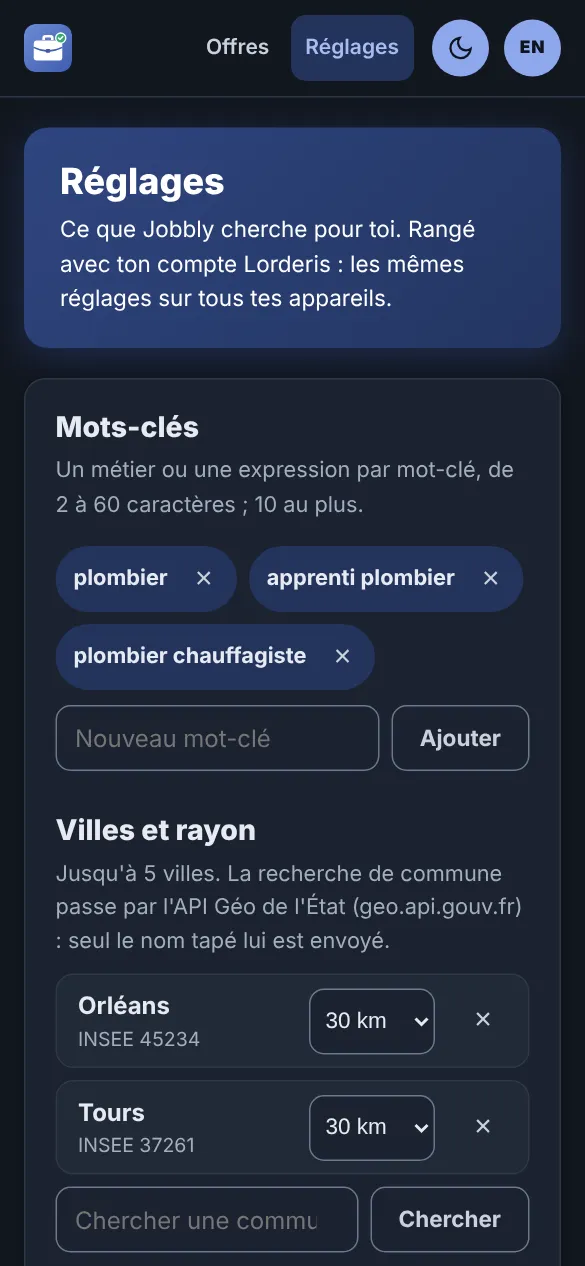 Offres
Réglages
EN
Réglages
Ce que Jobbly cherche pour toi. Rangé
avec ton compte Lorderis : les mêmes
réglages sur tous tes appareils.
Mots-clés
Un métier ou une expression par mot-clé, de
2 à 60 caractères ; 10 au plus.
plombier ×
apprenti plombier ×
plombier chauffagiste ×
Nouveau mot-clé
Ajouter
Villes et rayon
Jusqu'à 5 villes. La recherche de commune
passe par l'API Géo de l'État (geo.api.gouv.fr)
: seul le nom tapé lui est envoyé.
Orléans
INSEE 45234
30 km
×
Tours
INSEE 37261
30 km
×
Chercher une commu
Chercher